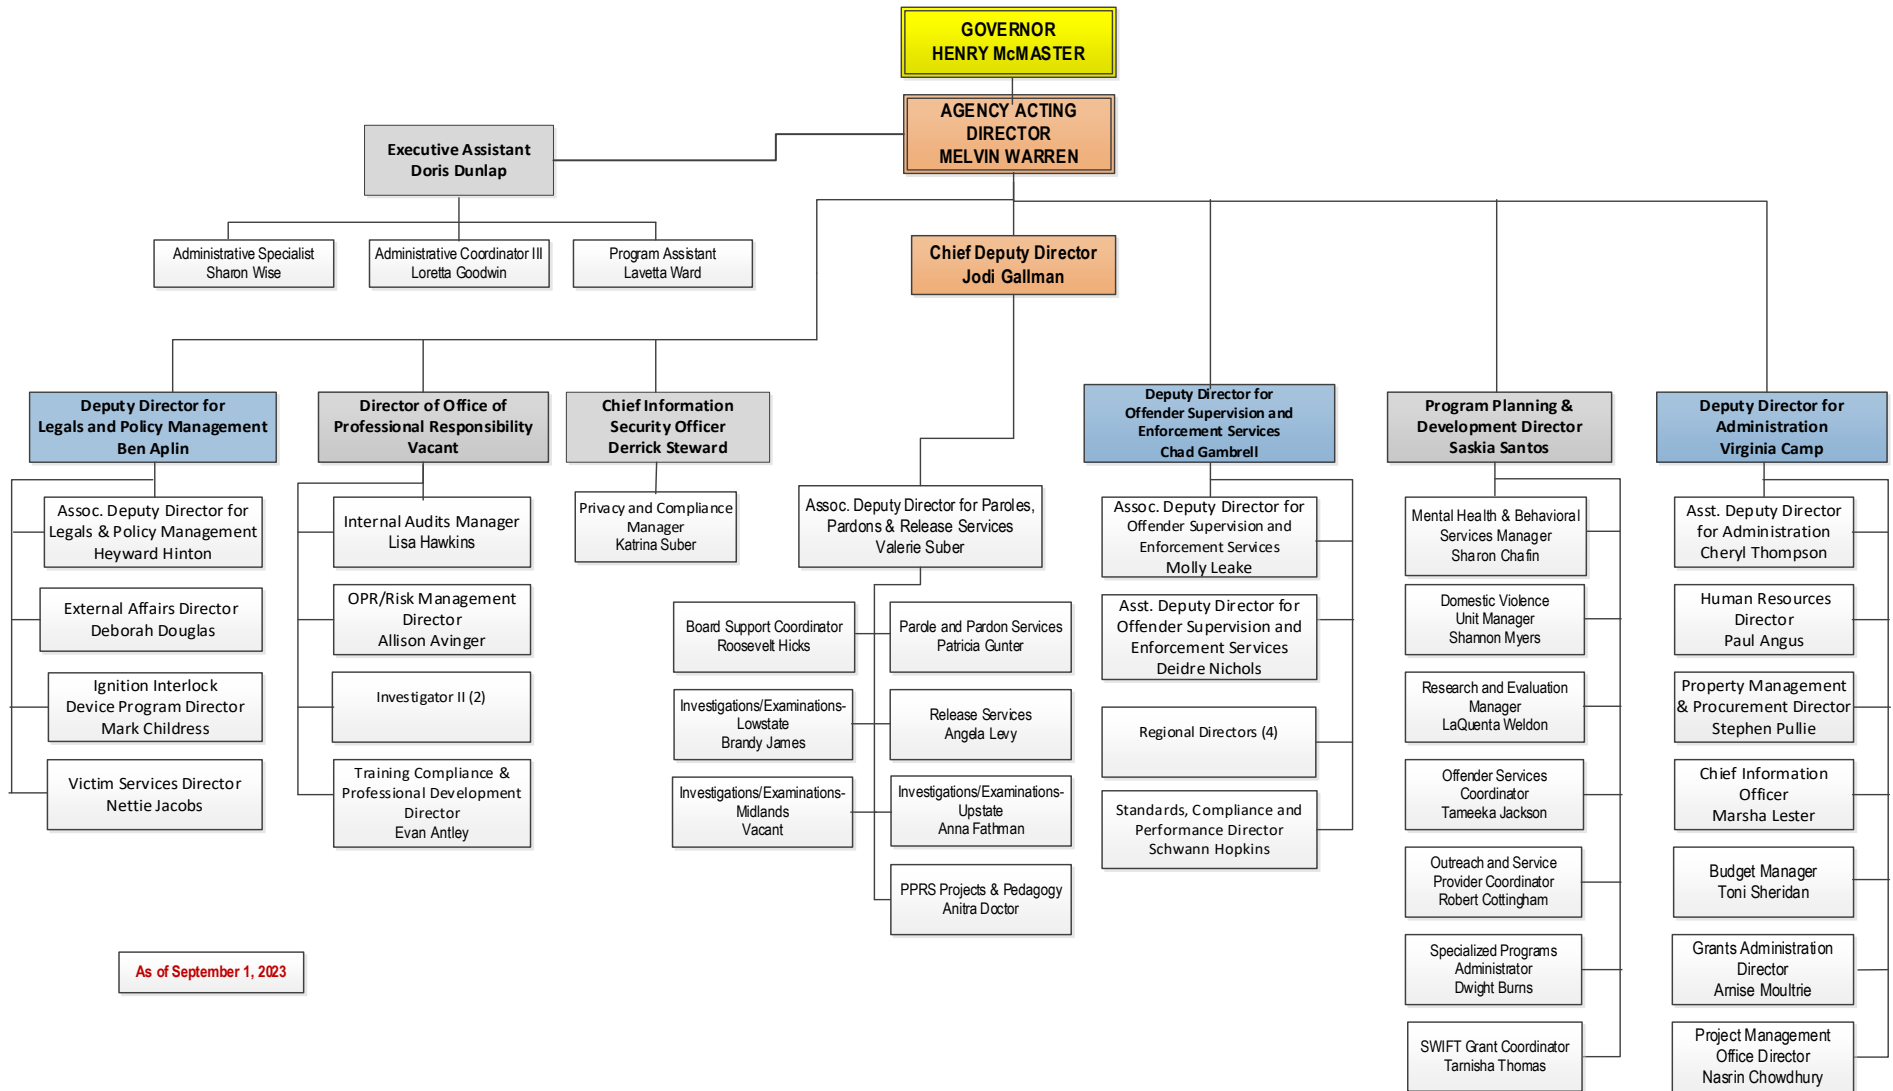 GOVERNOR
HENRY McMASTER
AGENCY ACTING
DIRECTOR
MELVIN WARREN
Executive Assistant
Doris Dunlap
Administrative Specialist
Sharon Wise
Administrative Coordinator III
Loretta Goodwin
Program Assistant
Lavetta Ward
Chief Deputy Director
Jodi Gallman
Deputy Director for
Legals and Policy Management
Ben Aplin
Director of Office of
Professional Responsibility
Vacant
Chief Information
Security Officer
Derrick Steward
Deputy Director for
Offender Supervision and
Enforcement Services
Chad Gambrell
Program Planning &
Development Director
Saskia Santos
Deputy Director for
Administration
Virginia Camp
Assoc. Deputy Director for
Legals & Policy Management
Heyward Hinton
External Affairs Director
Deborah Douglas
Ignition Interlock
Device Program Director
Mark Childress
Victim Services Director
Nettie Jacobs
Internal Audits Manager
Lisa Hawkins
OPR/Risk Management
Director
Allison Avinger
Investigator II (2)
Training Compliance &
Professional Development
Director
Evan Antley
Privacy and Compliance
Manager
Katrina Suber
Assoc. Deputy Director for Paroles,
Pardons & Release Services
Valerie Suber
Board Support Coordinator
Roosevelt Hicks
Parole and Pardon Services
Patricia Gunter
Investigations/Examinations-
Lowstate
Brandy James
Release Services
Angela Levy
Investigations/Examinations-
Midlands
Vacant
Investigations/Examinations-
Upstate
Anna Fathman
PPRS Projects & Pedagogy
Anitra Doctor
Assoc. Deputy Director for
Offender Supervision and
Enforcement Services
Molly Leake
Asst. Deputy Director for
Offender Supervision and
Enforcement Services
Deidre Nichols
Regional Directors (4)
Standards, Compliance and
Performance Director
Schwann Hopkins
Mental Health & Behavioral
Services Manager
Sharon Chafin
Domestic Violence
Unit Manager
Shannon Myers
Research and Evaluation
Manager
LaQuenta Weldon
Offender Services
Coordinator
Tameeka Jackson
Outreach and Service
Provider Coordinator
Robert Cottingham
Specialized Programs
Administrator
Dwight Burns
SWIFT Grant Coordinator
Tarnisha Thomas
Asst. Deputy Director
for Administration
Cheryl Thompson
Human Resources
Director
Paul Angus
Property Management
& Procurement Director
Stephen Pullie
Chief Information
Officer
Marsha Lester
Budget Manager
Toni Sheridan
Grants Administration
Director
Arnise Moultrie
Project Management
Office Director
Nasrin Chowdhury
As of September 1, 2023